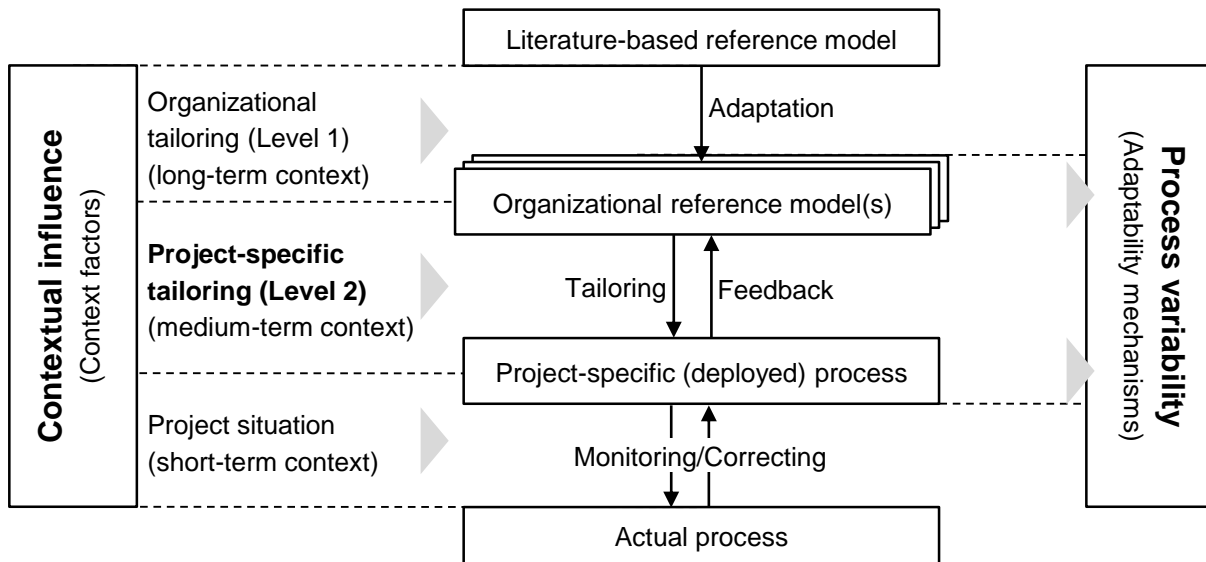 Literature-based reference model
Contextual influence
(Context factors)
Organizational
tailoring (Level 1)
(long-term context)
Adaptation
Organizational reference model(s)
Project-specific
tailoring (Level 2)
(medium-term context)
Tailoring
Feedback
Project-specific (deployed) process
Project situation
(short-term context)
Monitoring/Correcting
Actual process
Process variability
(Adaptability mechanisms)